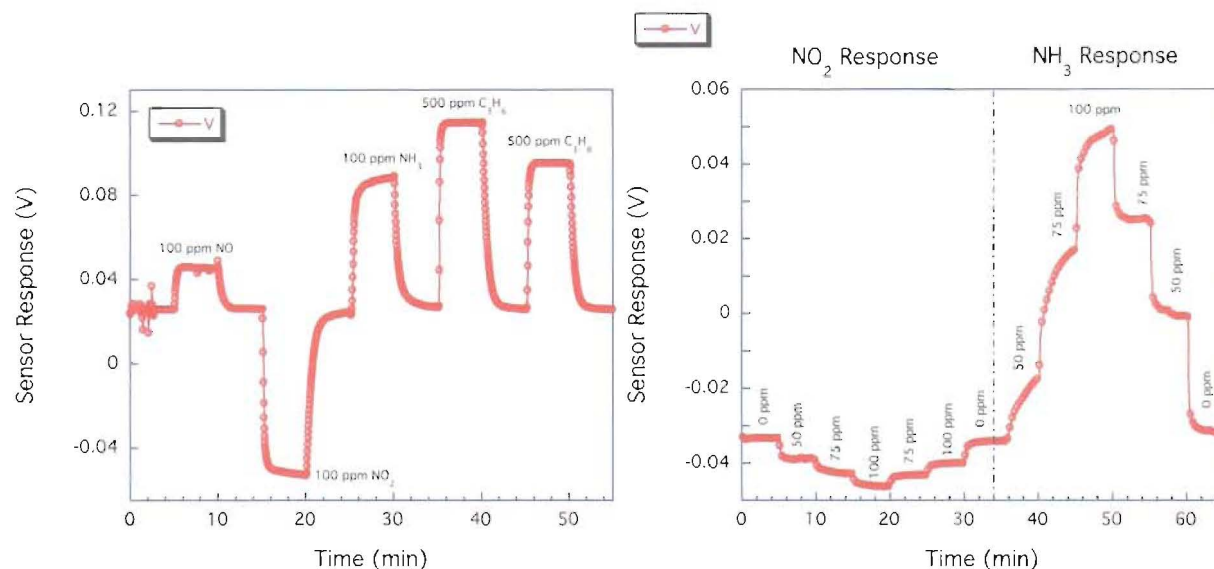 V
NO₂ Response
NH₃ Response
V
0.12
0.08
0.04
0
-0.04
Sensor Response (V)
100 ppm NO
100 ppm NO₂
100 ppm NH₃
500 ppm C₃H₆
500 ppm C₃H₈
0
10
20
30
40
50
Time (min)
0.06
0.04
0.02
0
-0.02
-0.04
Sensor Response (V)
0 ppm
50 ppm
75 ppm
100 ppm
75 ppm
100 ppm
0 ppm
50 ppm
75 ppm
100 ppm
75 ppm
50 ppm
0 ppm
0
10
20
30
40
50
60
Time (min)